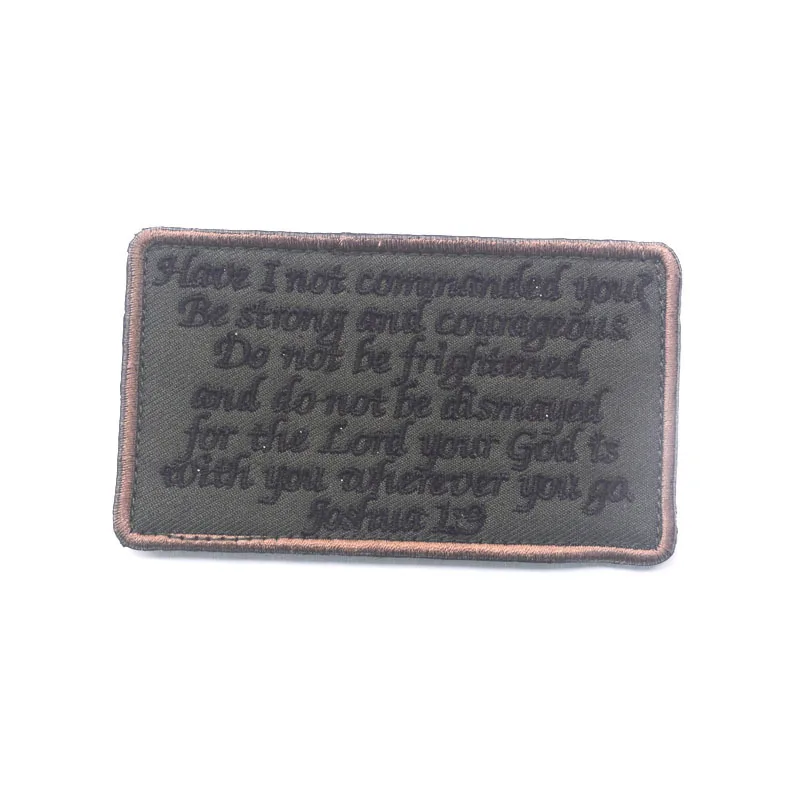 Have I not commanded you?
Be strong and courageous.
Do not be frightened,
and do not be dismayed
for the Lord your God is
with you wherever you go.
Joshua 1:9